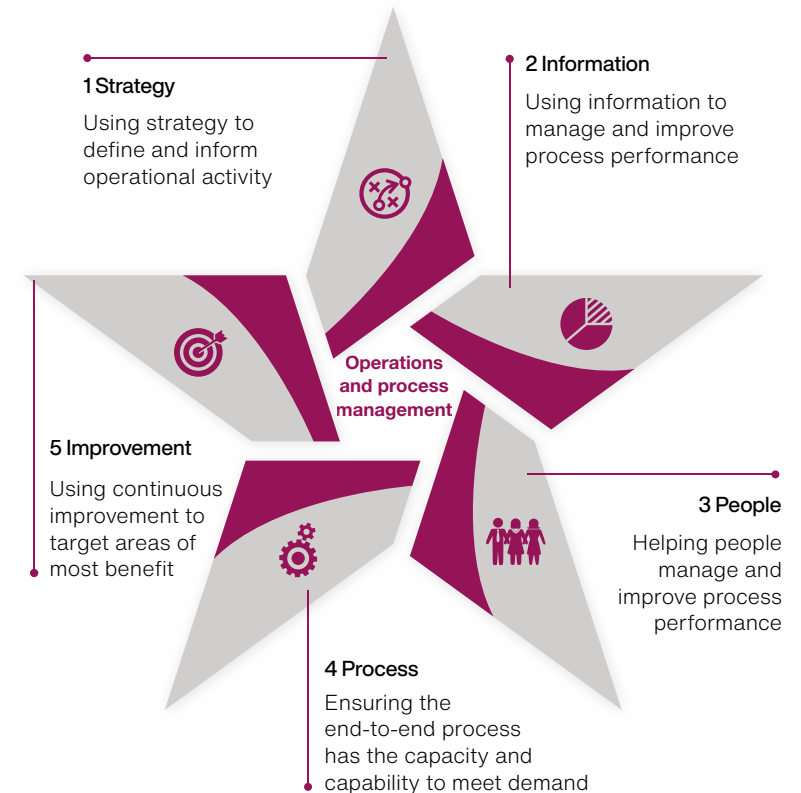 1 Strategy
Using strategy to
define and inform
operational activity
2 Information
Using information to
manage and improve
process performance
Operations
and process
management
3 People
Helping people
manage and
improve process
performance
4 Process
Ensuring the
end-to-end process
has the capacity and
capability to meet demand
5 Improvement
Using continuous
improvement to
target areas of
most benefit